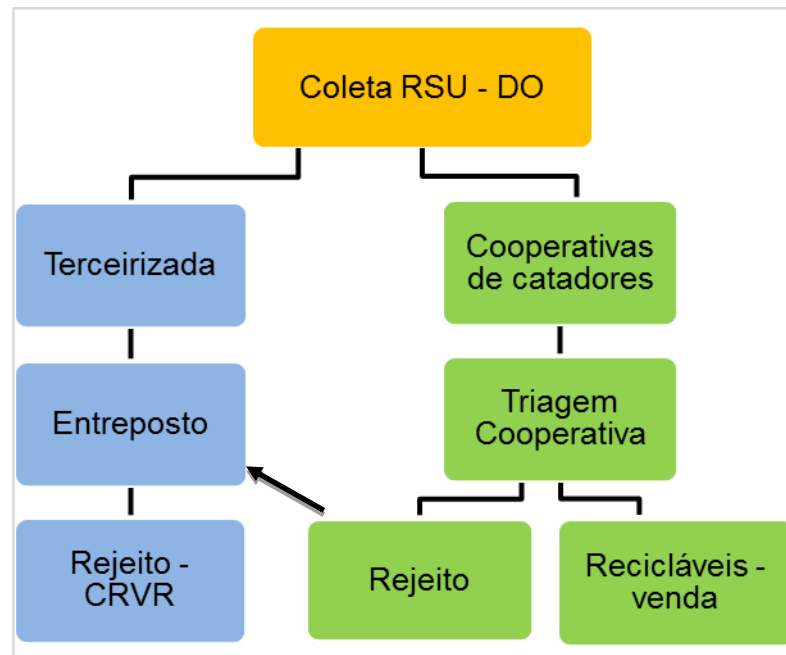 Coleta RSU - DO
Terceirizada
Cooperativas
de catadores
Entreposto
Triagem
Cooperativa
Rejeito -
CRVR
Rejeito
Recicláveis -
venda